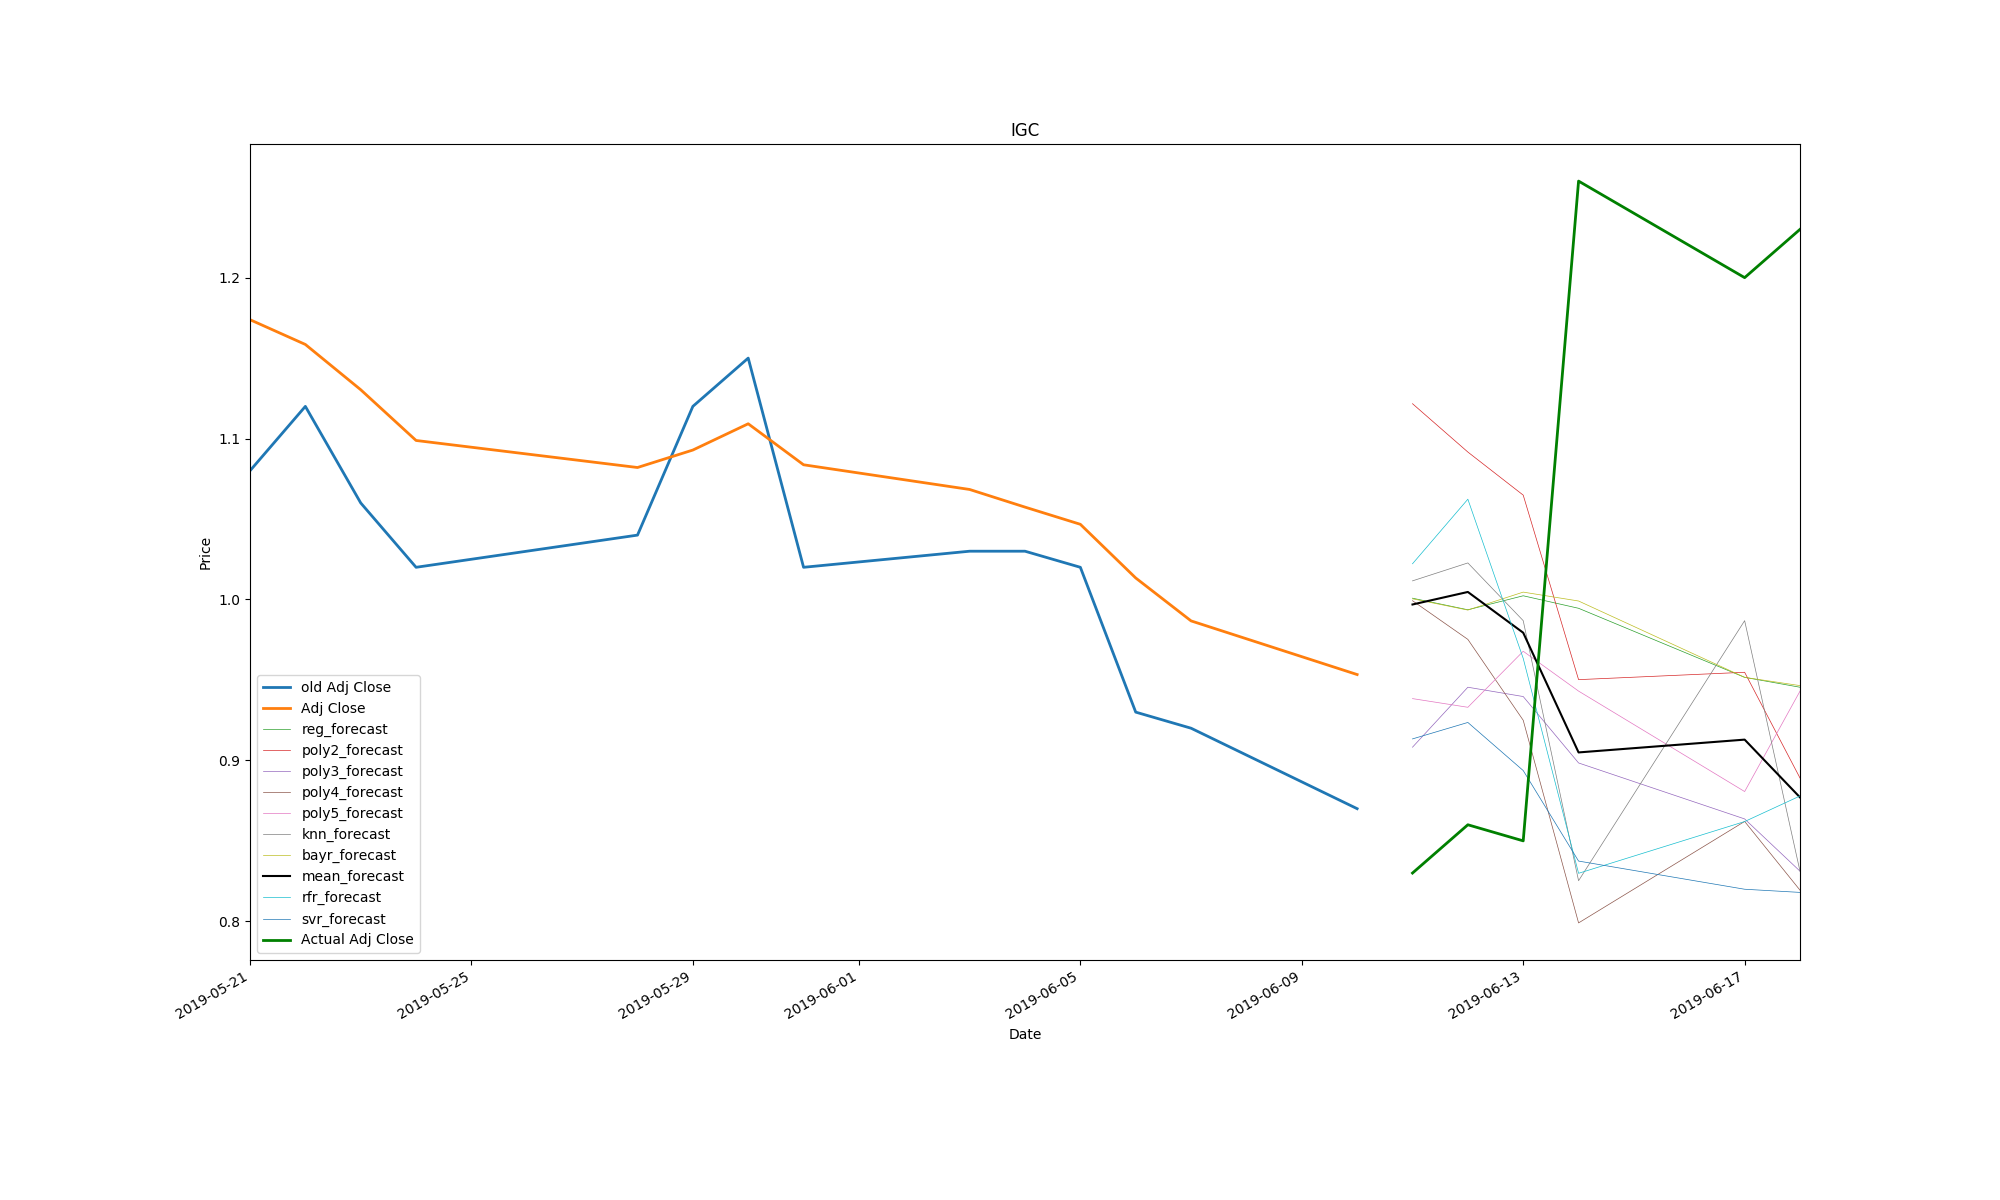 IGC
1.2
1.1
1.0
0.9
0.8
Price
old Adj Close
Adj Close
reg_forecast
poly2_forecast
poly3_forecast
poly4_forecast
poly5_forecast
knn_forecast
bayr_forecast
mean_forecast
rfr_forecast
svr_forecast
Actual Adj Close
2019-05-21
2019-05-25
2019-05-29
2019-06-01
2019-06-05
2019-06-09
2019-06-13
2019-06-17
Date